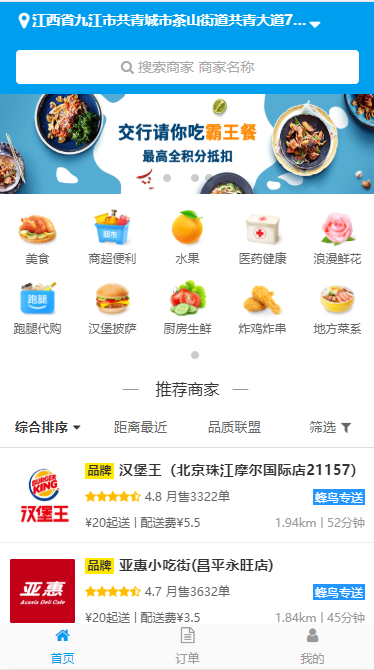 江西省九江市共青城市茶山街道共青大道7...
搜索商家 商家名称
交行请你吃霸王餐
最高全积分抵扣
超市
美食 商超便利 水果 医药健康 浪漫鲜花
跑腿
跑腿代购 汉堡披萨 厨房生鲜 炸鸡炸串 地方菜系
推荐商家
综合排序 距离最近 品质联盟 筛选
BURGER KING
汉堡王
品牌 汉堡王（北京珠江摩尔国际店21157）
4.8 月售3322单 蜂鸟专送
¥20起送 | 配送费¥5.5 1.94km | 52分钟
亚惠
Acacia Deli Cafe
品牌 亚惠小吃街(昌平永旺店)
4.7 月售3632单 蜂鸟专送
¥20起送 | 配送费¥3.5 1.84km | 45分钟
首页 订单 我的